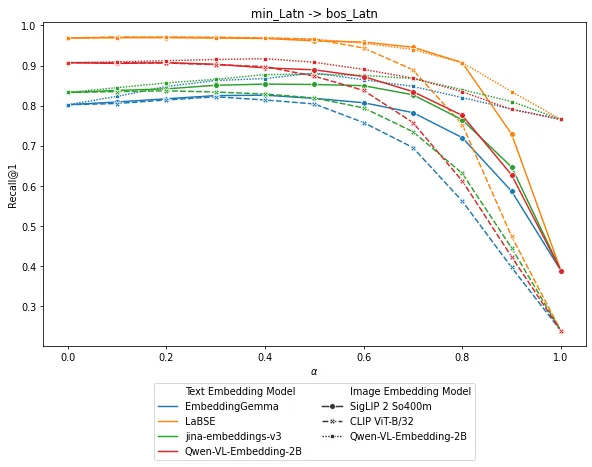 min_Latn -> bos_Latn
1.0
0.9
0.8
0.7
0.6
0.5
0.4
0.3
Recall@1
0.0 0.2 0.4 0.6 0.8 1.0
α
Text Embedding Model
EmbeddingGemma
LaBSE
jina-embeddings-v3
Qwen-VL-Embedding-2B
Image Embedding Model
SigLIP 2 So400m
CLIP ViT-B/32
Qwen-VL-Embedding-2B